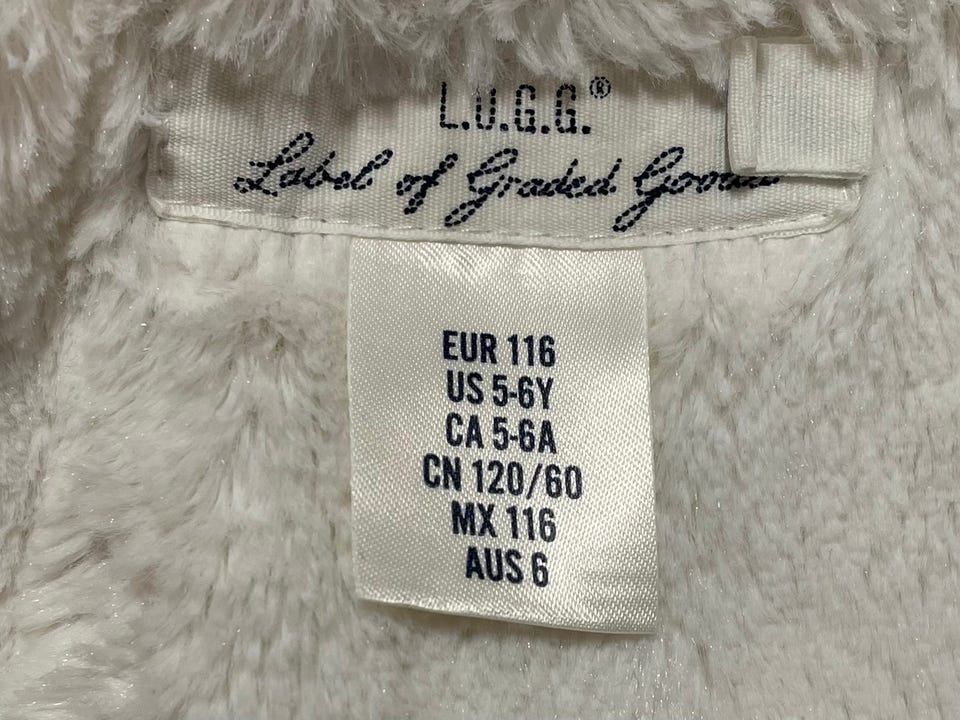 L.O.G.G.®
Label of Graded Goods
EUR 116
US 5-6Y
CA 5-6A
CN 120/60
MX 116
AUS 6